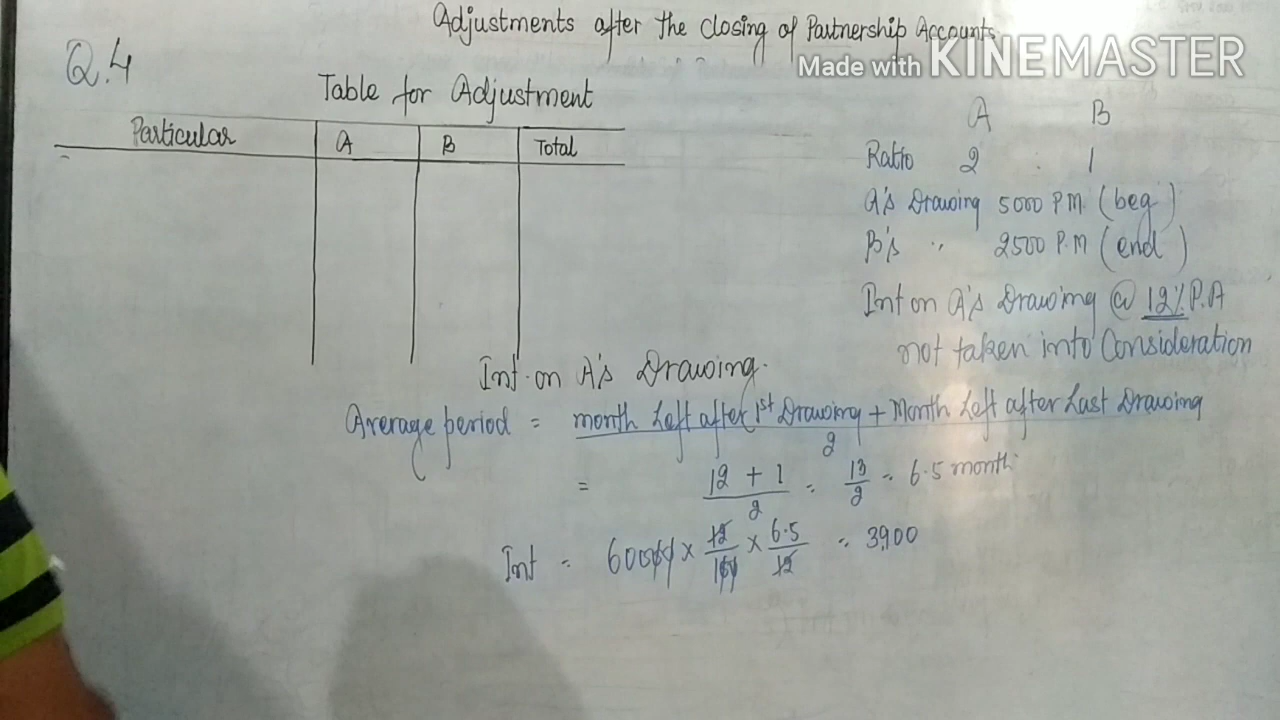 Adjustments after the closing of Partnership Accounts
Made with KINEMASTER
Q.4
Table for Adjustment
Particular A B Total
A B
Ratio 2 : 1
A's Drawing 5000 P.M. (beg)
B's " 2500 P.M (end)
Int on A's Drawing @ 12% P.A
not taken into Consideration
Int. on A's Drawing.
Average period = month Left after 1st Drawing + Month Left after Last Drawing
2
= 12 + 1 / 2 = 13 / 2 = 6.5 month
Int = 60000 × 12 / 100 × 6.5 / 12 = 3900